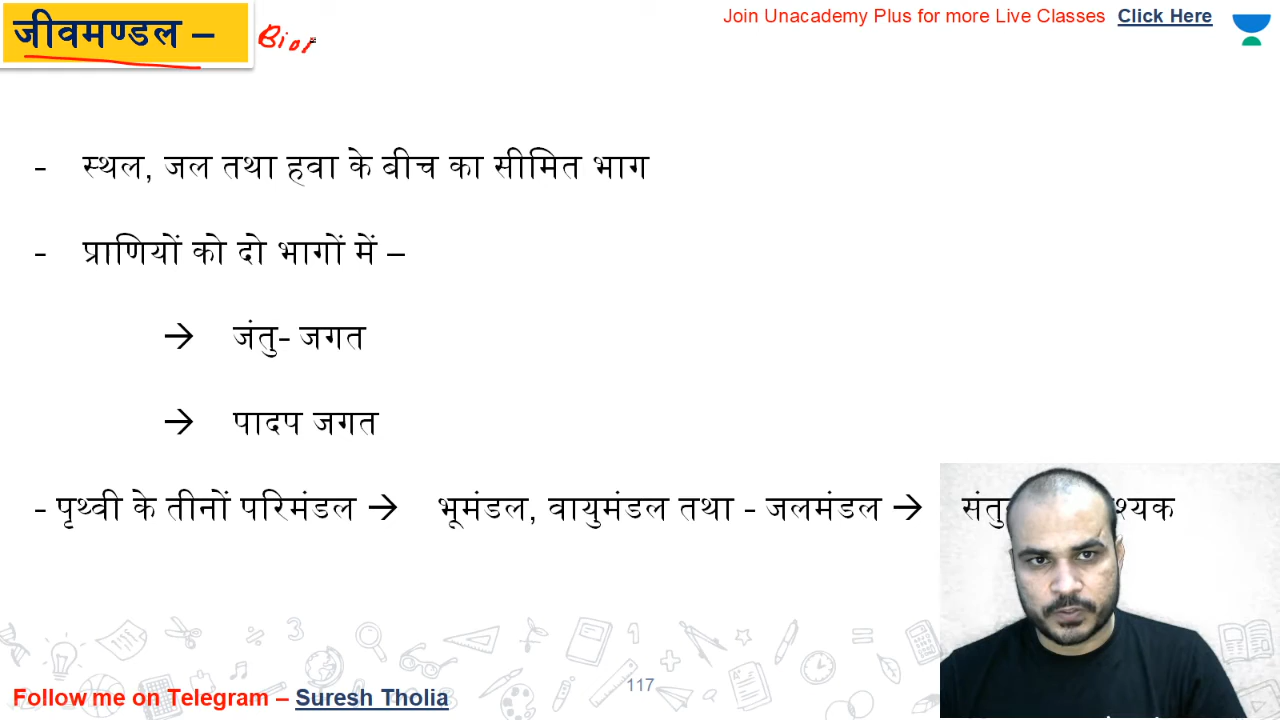 Join Unacademy Plus for more Live Classes Click Here
जीवमण्डल –
- स्थल, जल तथा हवा के बीच का सीमित भाग
- प्राणियों को दो भागों में –
→ जंतु- जगत
→ पादप जगत
- पृथ्वी के तीनों परिमंडल → भूमंडल, वायुमंडल तथा - जलमंडल →
117
Follow me on Telegram – Suresh Tholia